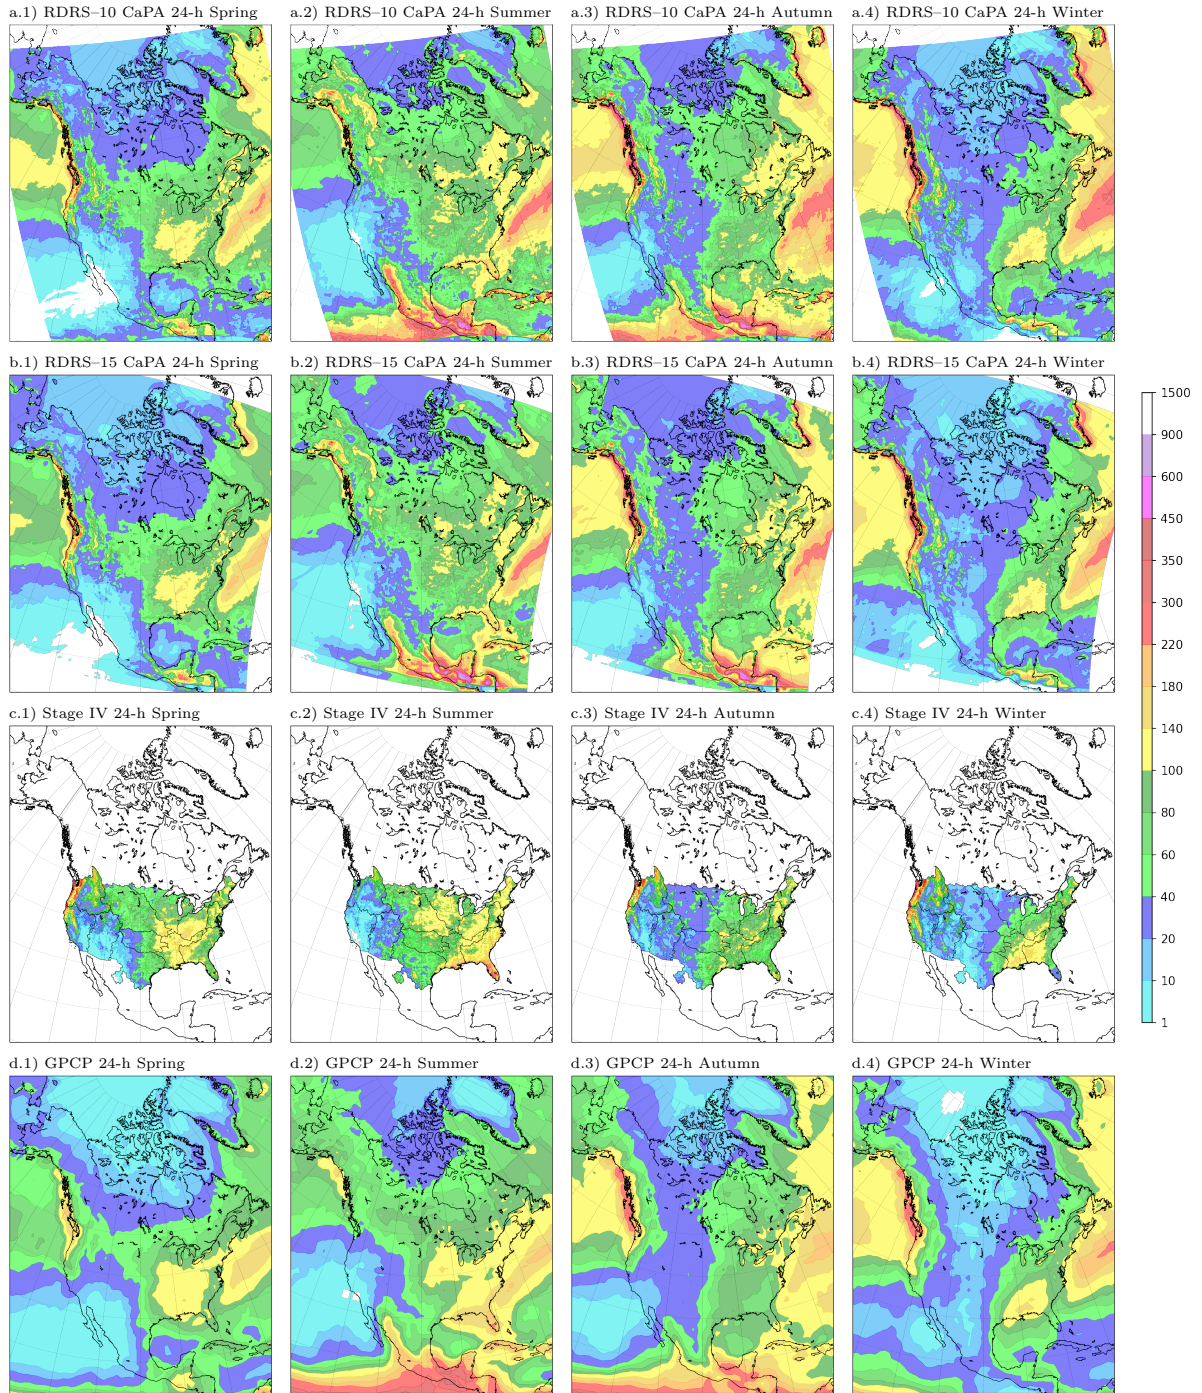 a.1) RDRS–10 CaPA 24-h Spring
a.2) RDRS–10 CaPA 24-h Summer
a.3) RDRS–10 CaPA 24-h Autumn
a.4) RDRS–10 CaPA 24-h Winter
b.1) RDRS–15 CaPA 24-h Spring
b.2) RDRS–15 CaPA 24-h Summer
b.3) RDRS–15 CaPA 24-h Autumn
b.4) RDRS–15 CaPA 24-h Winter
1500
900
600
450
350
300
220
180
140
100
80
60
40
20
10
1
c.1) Stage IV 24-h Spring
c.2) Stage IV 24-h Summer
c.3) Stage IV 24-h Autumn
c.4) Stage IV 24-h Winter
d.1) GPCP 24-h Spring
d.2) GPCP 24-h Summer
d.3) GPCP 24-h Autumn
d.4) GPCP 24-h Winter